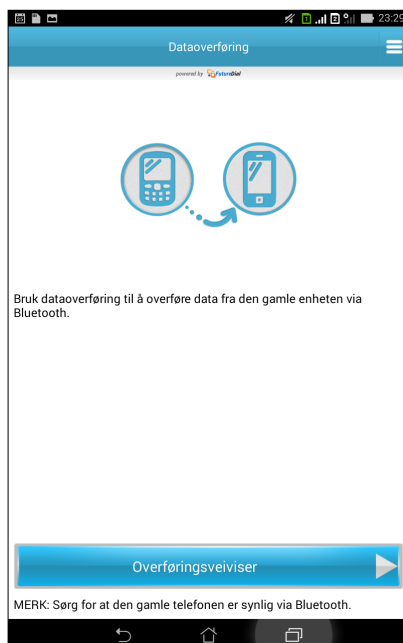 23:29
Dataoverføring
powered by FutureDial
Bruk dataoverføring til å overføre data fra den gamle enheten via
Bluetooth.
Overføringsveiviser
MERK: Sørg for at den gamle telefonen er synlig via Bluetooth.